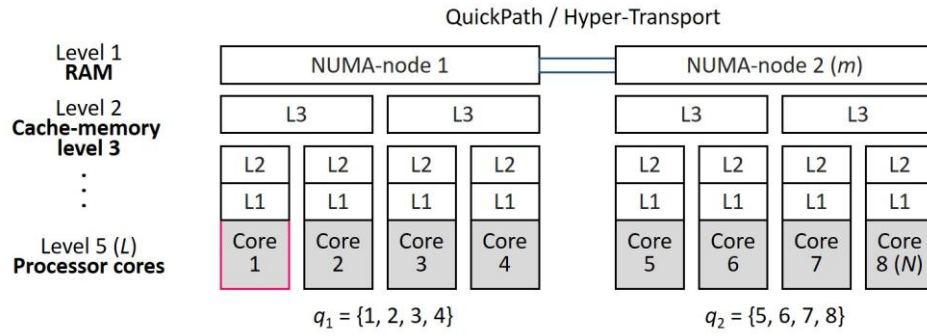 QuickPath / Hyper-Transport
Level 1
RAM
NUMA-node 1
NUMA-node 2 (m)
Level 2
Cache-memory
level 3
L3
L3
L3
L3
L2 L2 L2 L2 L2 L2 L2 L2
L1 L1 L1 L1 L1 L1 L1 L1
Level 5 (L)
Processor cores
Core
1
Core
2
Core
3
Core
4
Core
5
Core
6
Core
7
Core
8 (N)
q₁ = {1, 2, 3, 4}
q₂ = {5, 6, 7, 8}